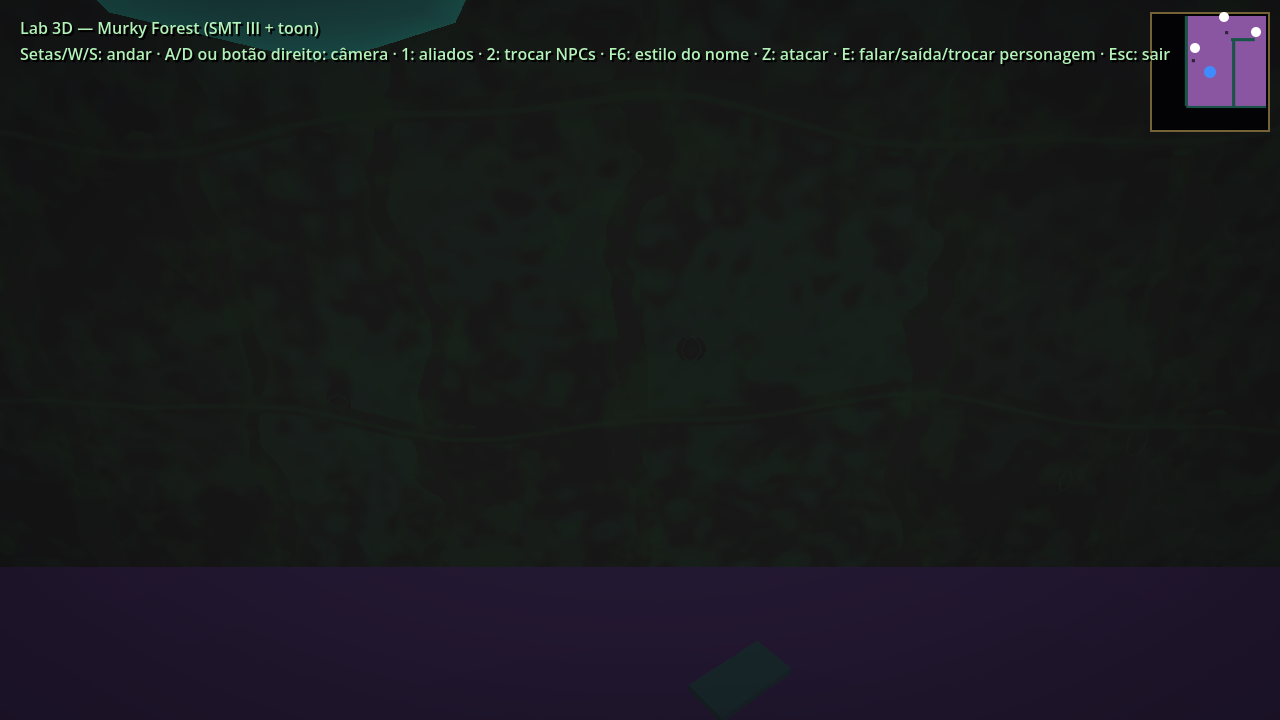 Lab 3D — Murky Forest (SMT III + toon)
Setas/W/S: andar · A/D ou botão direito: câmera · 1: aliados · 2: trocar NPCs · F6: estilo do nome · Z: atacar · E: falar/saída/trocar personagem · Esc: sair